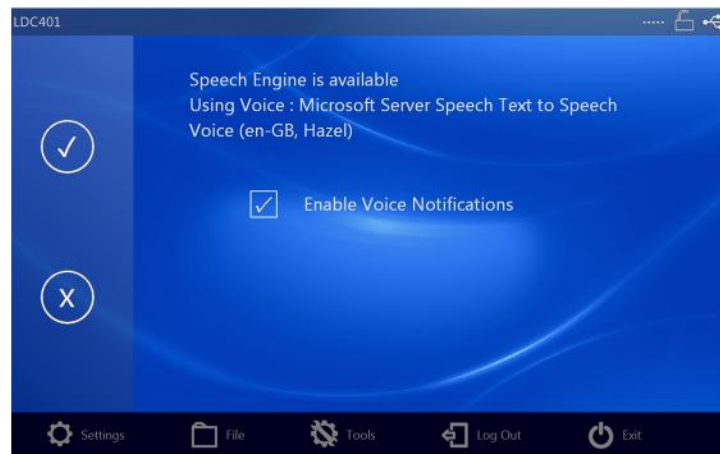 LDC401
Speech Engine is available
Using Voice : Microsoft Server Speech Text to Speech
Voice (en-GB, Hazel)
Enable Voice Notifications
X
Settings File Tools Log Out Exit